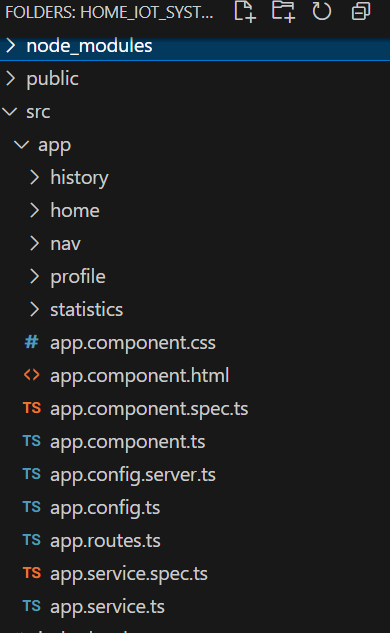 FOLDERS: HOME_IOT_SYST...
node_modules
public
src
app
history
home
nav
profile
statistics
# app.component.css
<> app.component.html
TS app.component.spec.ts
TS app.component.ts
TS app.config.server.ts
TS app.config.ts
TS app.routes.ts
TS app.service.spec.ts
TS app.service.ts